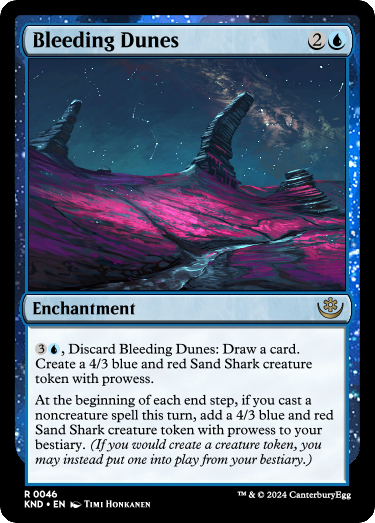 Bleeding Dunes 2
Enchantment
3, Discard Bleeding Dunes: Draw a card.
Create a 4/3 blue and red Sand Shark creature
token with prowess.
At the beginning of each end step, if you cast a
noncreature spell this turn, add a 4/3 blue and red
Sand Shark creature token with prowess to your
bestiary. (If you would create a creature token, you
may instead put one into play from your bestiary.)
R 0046
KND • EN Timi Honkanen
™ & © 2024 CanterburyEgg